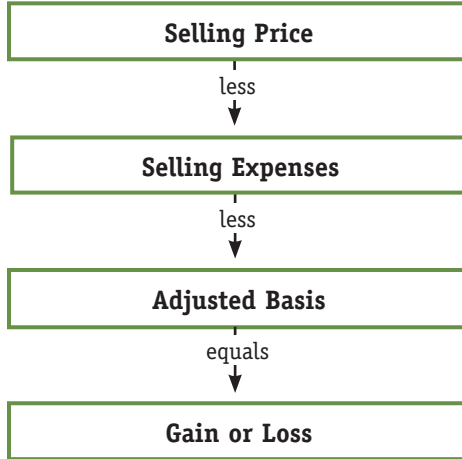 Selling Price
less
Selling Expenses
less
Adjusted Basis
equals
Gain or Loss